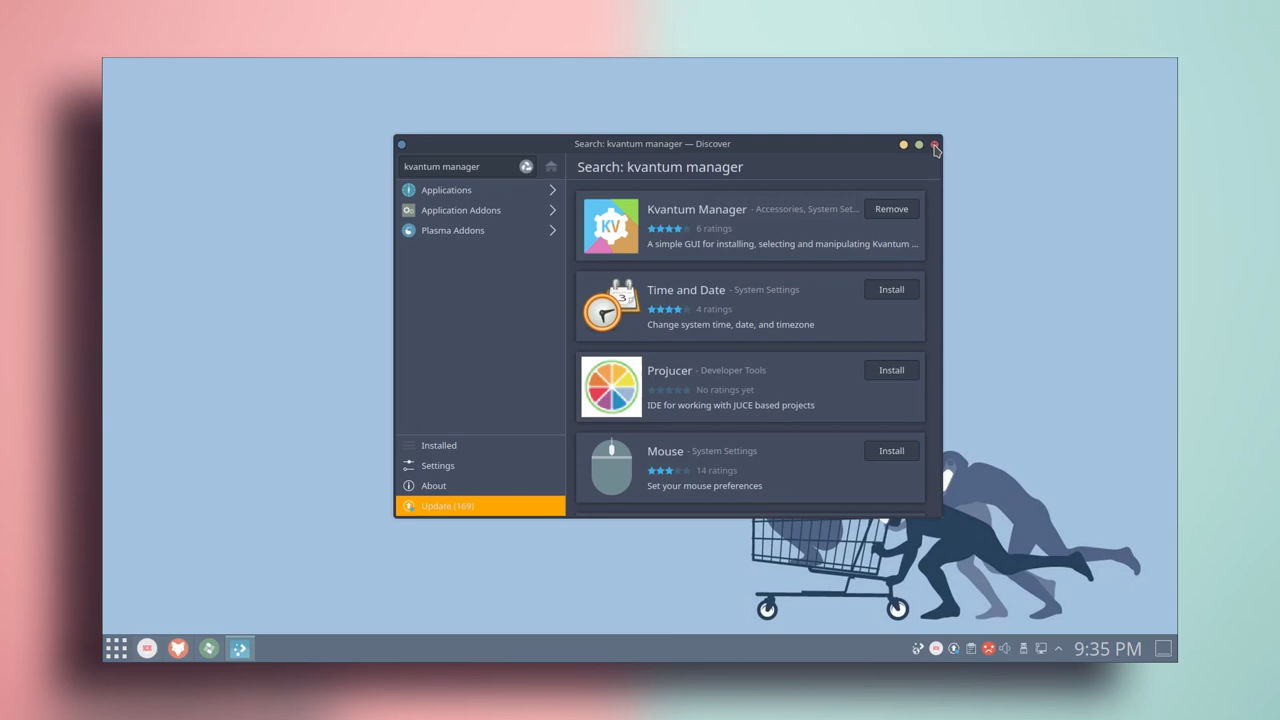 Search: kvantum manager — Discover
kvantum manager
Search: kvantum manager
Applications
Application Addons
Plasma Addons
Installed
Settings
About
Update (169)
KV
Kvantum Manager - Accessories, System Set...
Remove
6 ratings
A simple GUI for installing, selecting and manipulating Kvantum ...
3
Time and Date - System Settings
Install
4 ratings
Change system time, date, and timezone
Projucer - Developer Tools
Install
No ratings yet
IDE for working with JUCE based projects
Mouse - System Settings
Install
14 ratings
Set your mouse preferences
9:35 PM